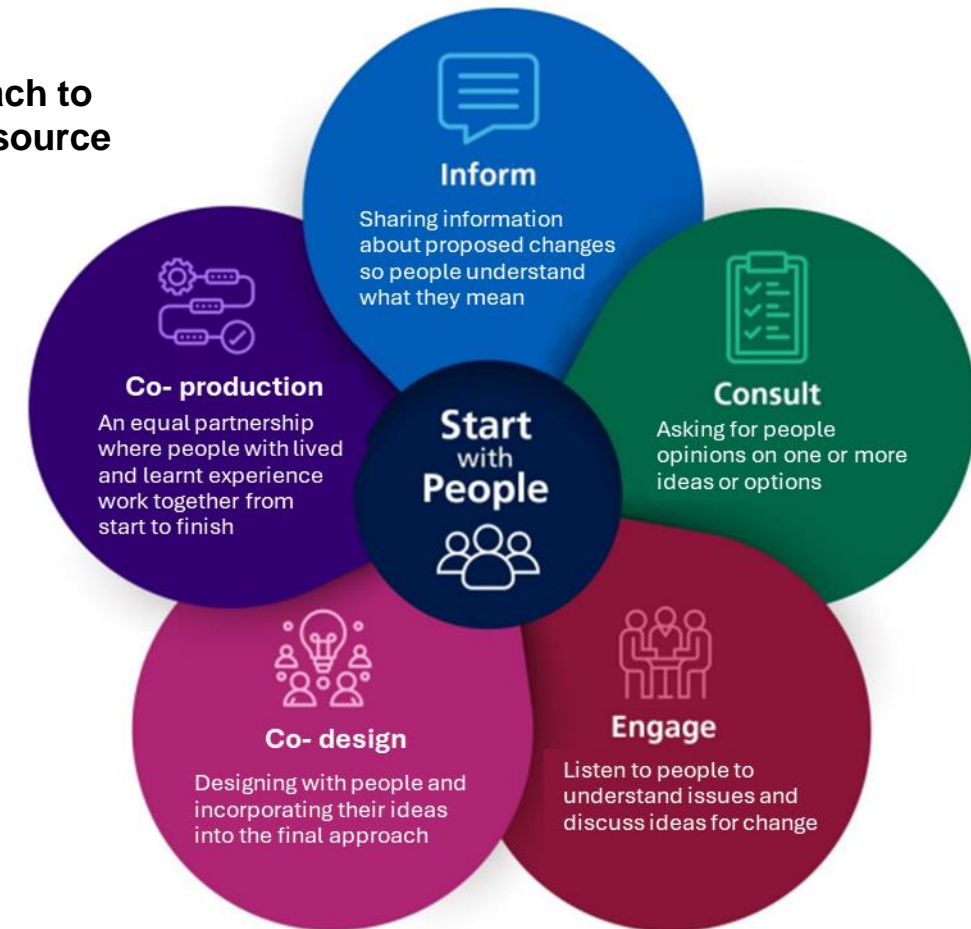 ach to
source
Inform
Sharing information
about proposed changes
so people understand
what they mean
Consult
Asking for people
opinions on one or more
ideas or options
Engage
Listen to people to
understand issues and
discuss ideas for change
Co- design
Designing with people and
incorporating their ideas
into the final approach
Co- production
An equal partnership
where people with lived
and learnt experience
work together from
start to finish
Start
with
People